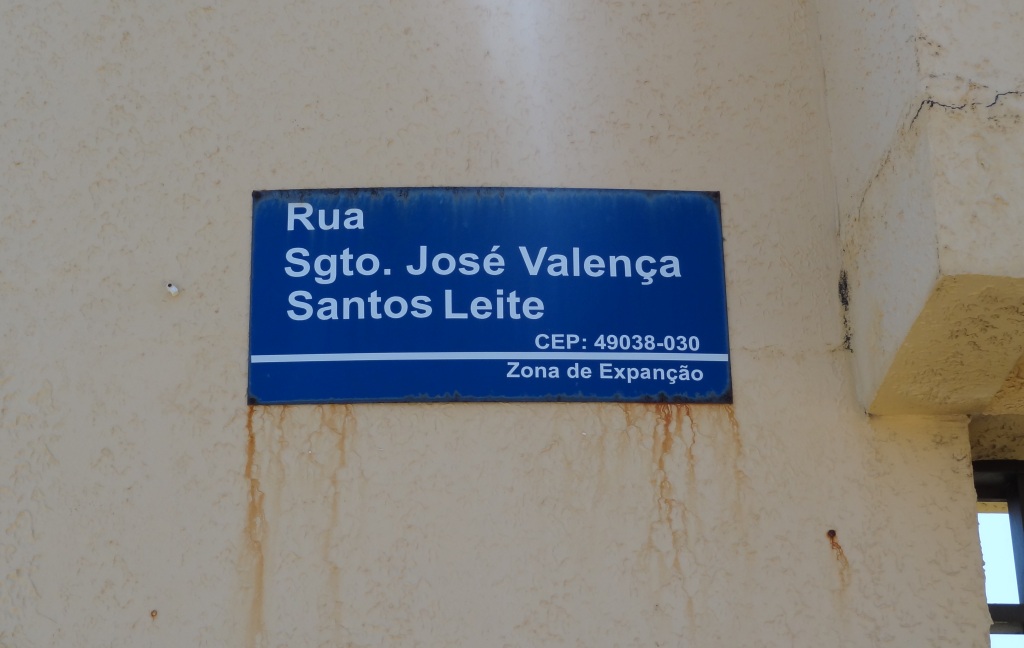 Rua
Sgto. José Valença
Santos Leite
CEP: 49038-030
Zona de Expanção